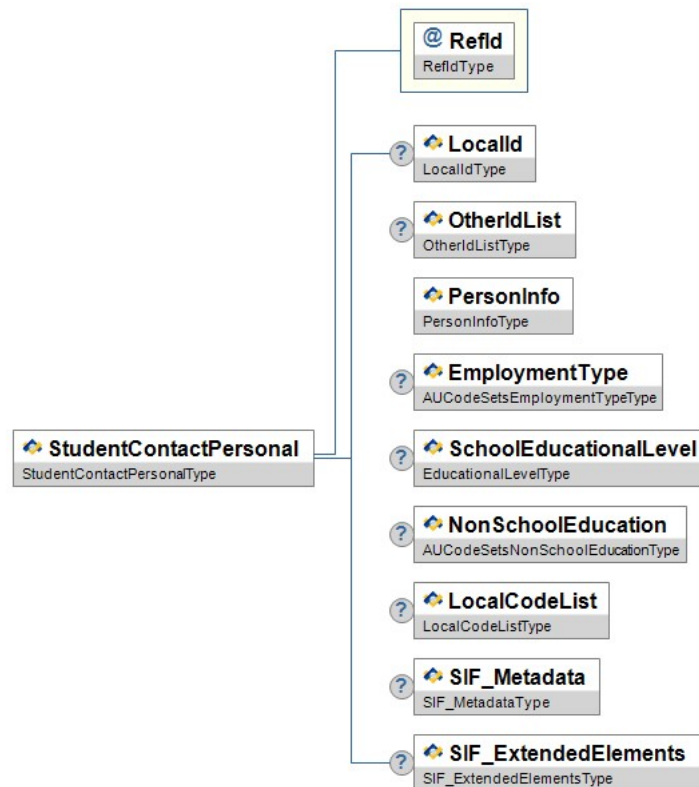 @ RefId
RefIdType
? LocalId
LocalIdType
? OtherIdList
OtherIdListType
PersonInfo
PersonInfoType
? EmploymentType
AUCodeSetsEmploymentTypeType
StudentContactPersonal
StudentContactPersonalType
? SchoolEducationalLevel
EducationalLevelType
? NonSchoolEducation
AUCodeSetsNonSchoolEducationType
? LocalCodeList
LocalCodeListType
? SIF_Metadata
SIF_MetadataType
? SIF_ExtendedElements
SIF_ExtendedElementsType